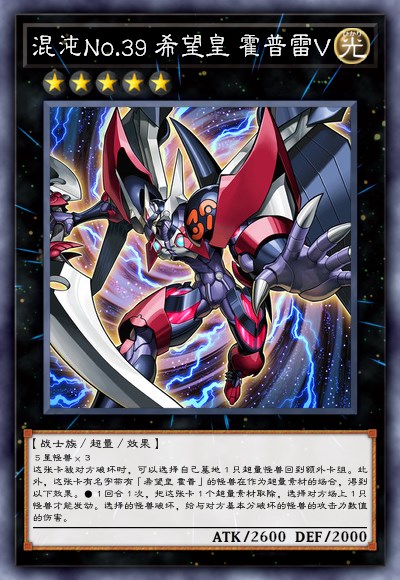 混沌No.39 希望皇 霍普雷V
光
39
【战士族／超量／效果】
5星怪兽×3
这张卡被对方破坏时，可以选择自己墓地1只超量怪兽回到额外卡组。此
外，这张卡有名字带有「希望皇 霍普」的怪兽在作为超量素材的场合，得到
以下效果。●1回合1次，把这张卡1个超量素材取除，选择对方场上1只
怪兽才能发动。选择的怪兽破坏，给与对方基本分破坏的怪兽的攻击力数值
的伤害。
ATK/2600 DEF/2000